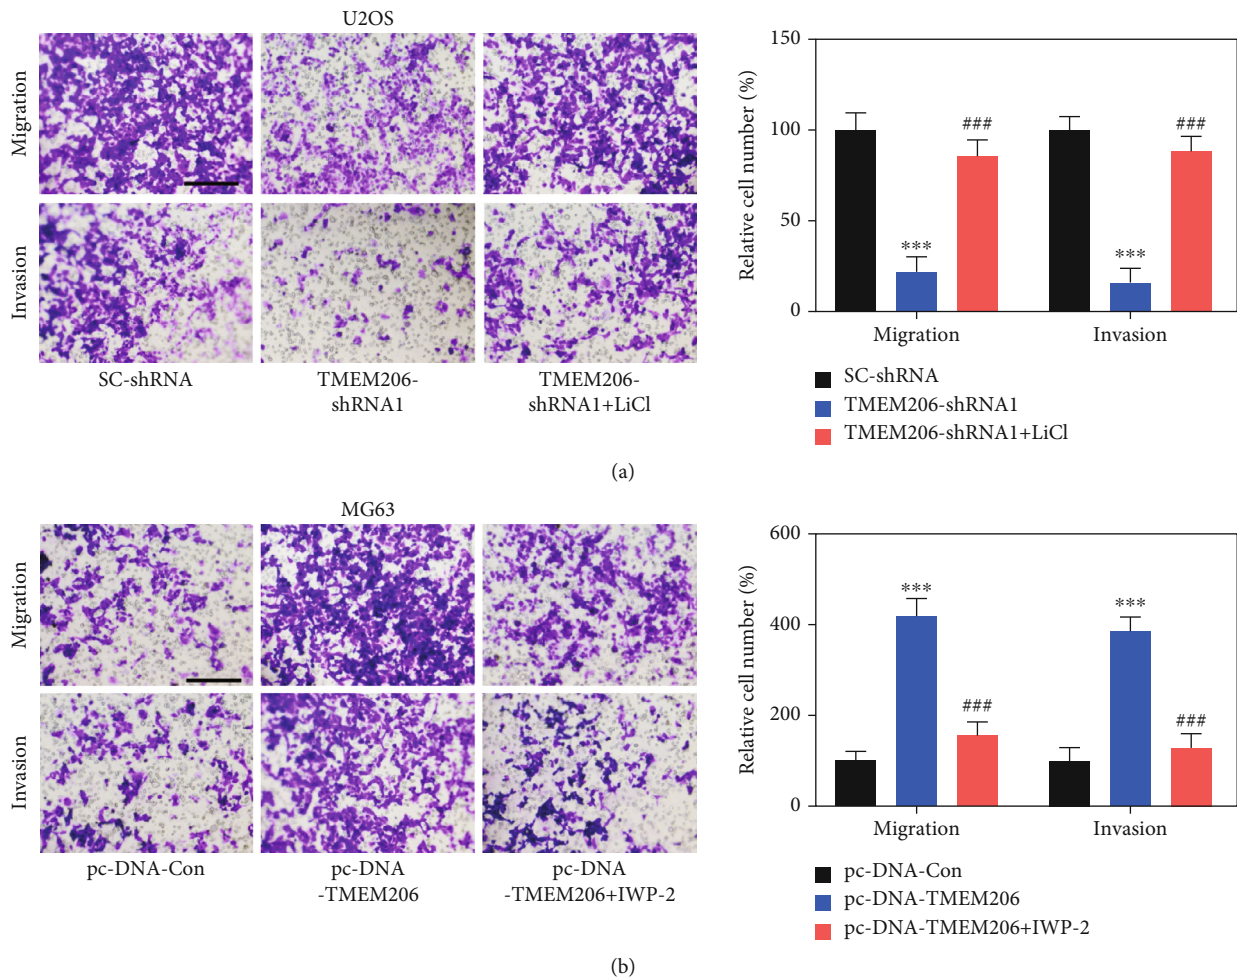 U2OS
Migration
Invasion
SC-shRNA
TMEM206-
shRNA1
TMEM206-
shRNA1+LiCl
Relative cell number (%)
150
100
50
0
***
###
***
###
Migration
Invasion
SC-shRNA
TMEM206-shRNA1
TMEM206-shRNA1+LiCl
(a)
MG63
Migration
Invasion
pc-DNA-Con
pc-DNA
-TMEM206
pc-DNA
-TMEM206+IWP-2
Relative cell number (%)
600
400
200
0
***
###
***
###
Migration
Invasion
pc-DNA-Con
pc-DNA-TMEM206
pc-DNA-TMEM206+IWP-2
(b)